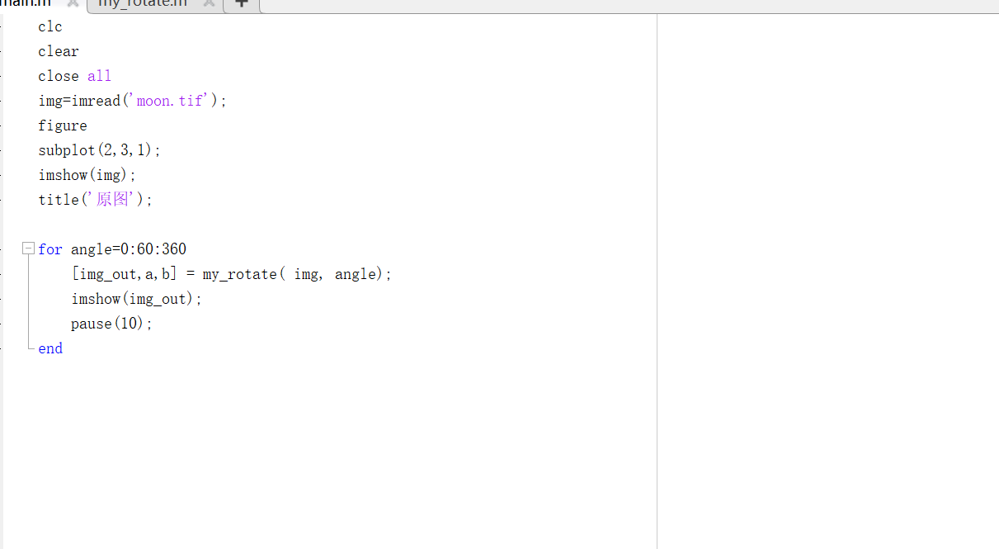 main.m my_rotate.m
clc
clear
close all
img=imread('moon.tif');
figure
subplot(2,3,1);
imshow(img);
title('原图');
for angle=0:60:360
[img_out,a,b] = my_rotate( img, angle);
imshow(img_out);
pause(10);
end